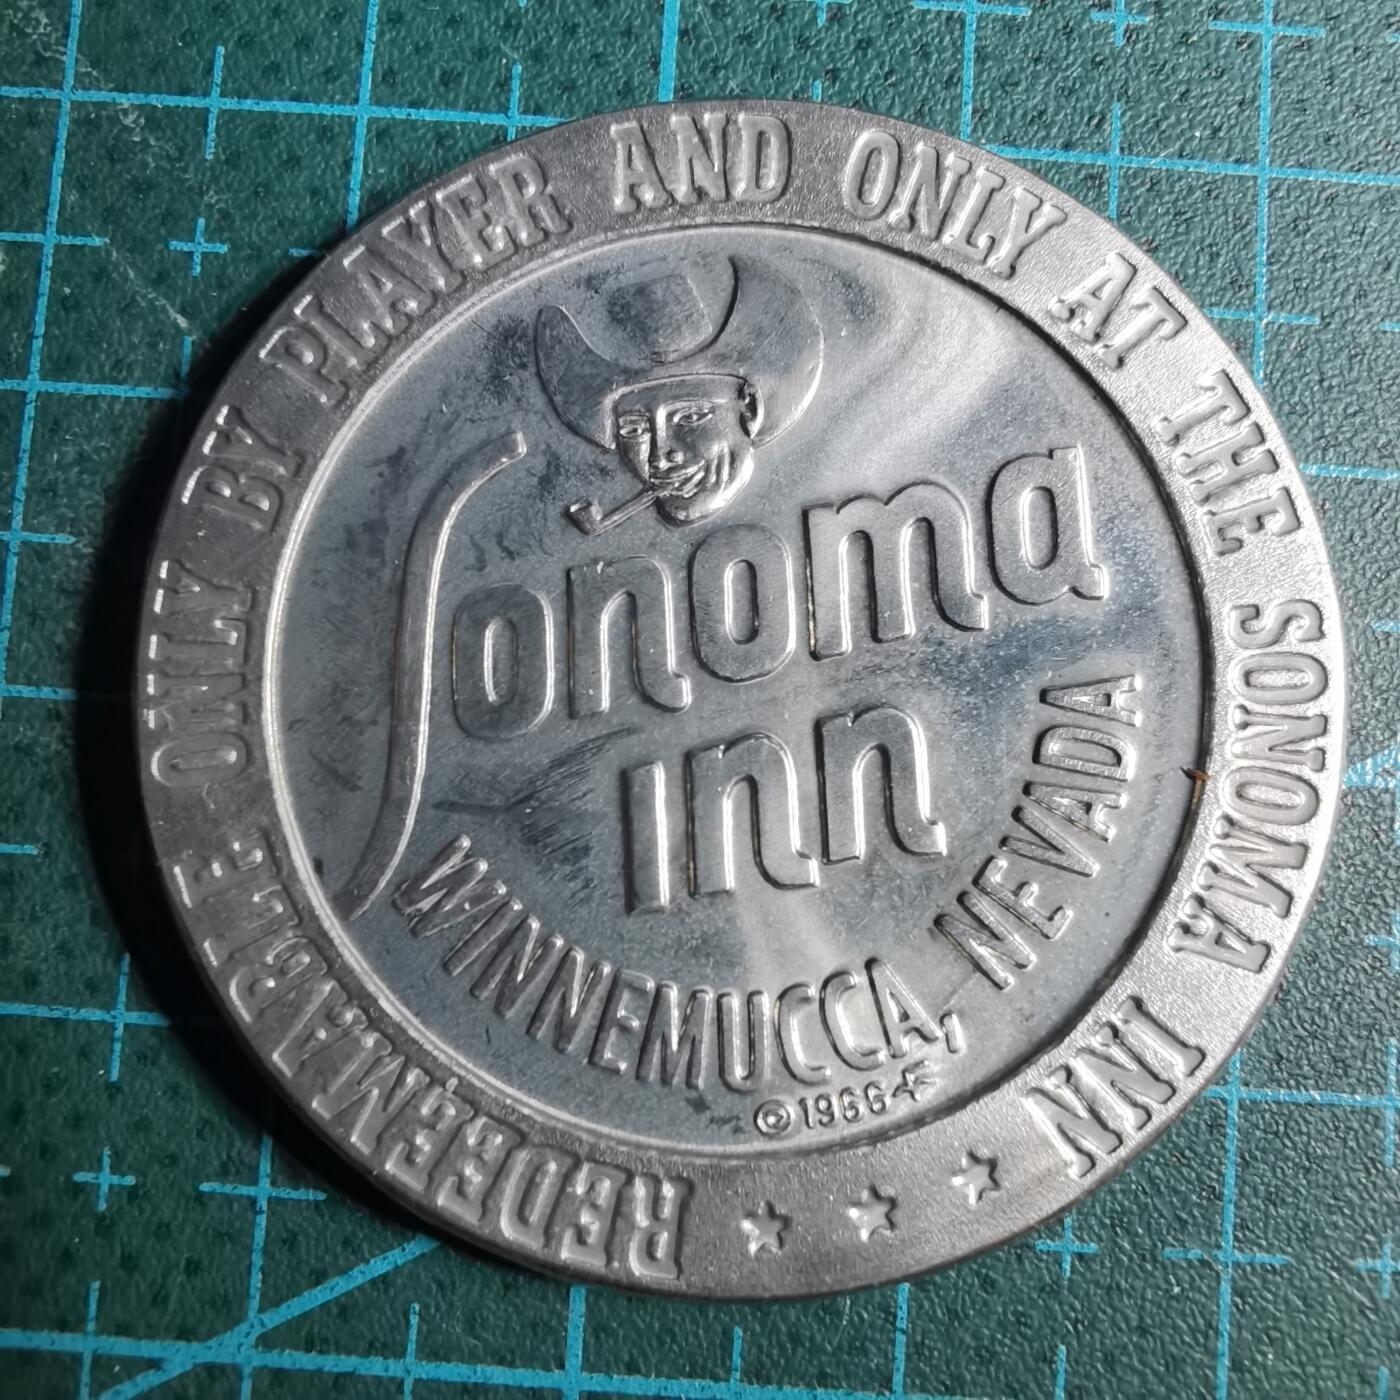 REDEEMABLE ONLY BY PLAYER AND ONLY AT THE SONOMA INN
Sonoma
inn
WINNEMUCCA, NEVADA
©1966